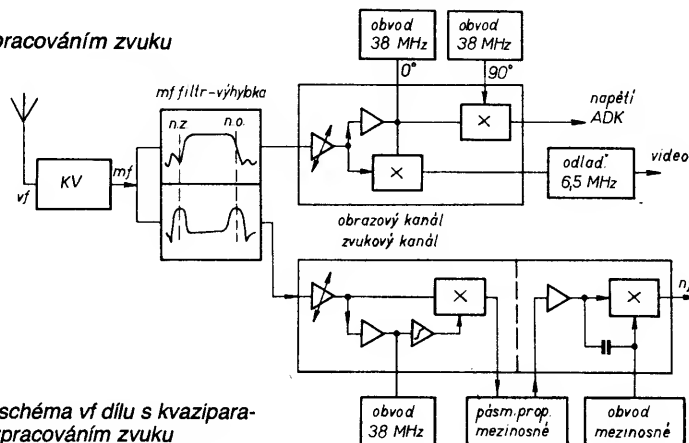 pracováním zvuku
obvod
38 MHz
obvod
38 MHz
0°
90°
mf filtr-výhybka
n.z
n.o.
napětí
ADK
KV
vf
mf
×
×
odlaď.
6,5 MHz
video
obrazový kanál
zvukový kanál
×
×
schéma vf dílu s kvazipara-
pracováním zvuku
obvod
38 MHz
pásm. prop.
mezinosné
obvod
mezinosné